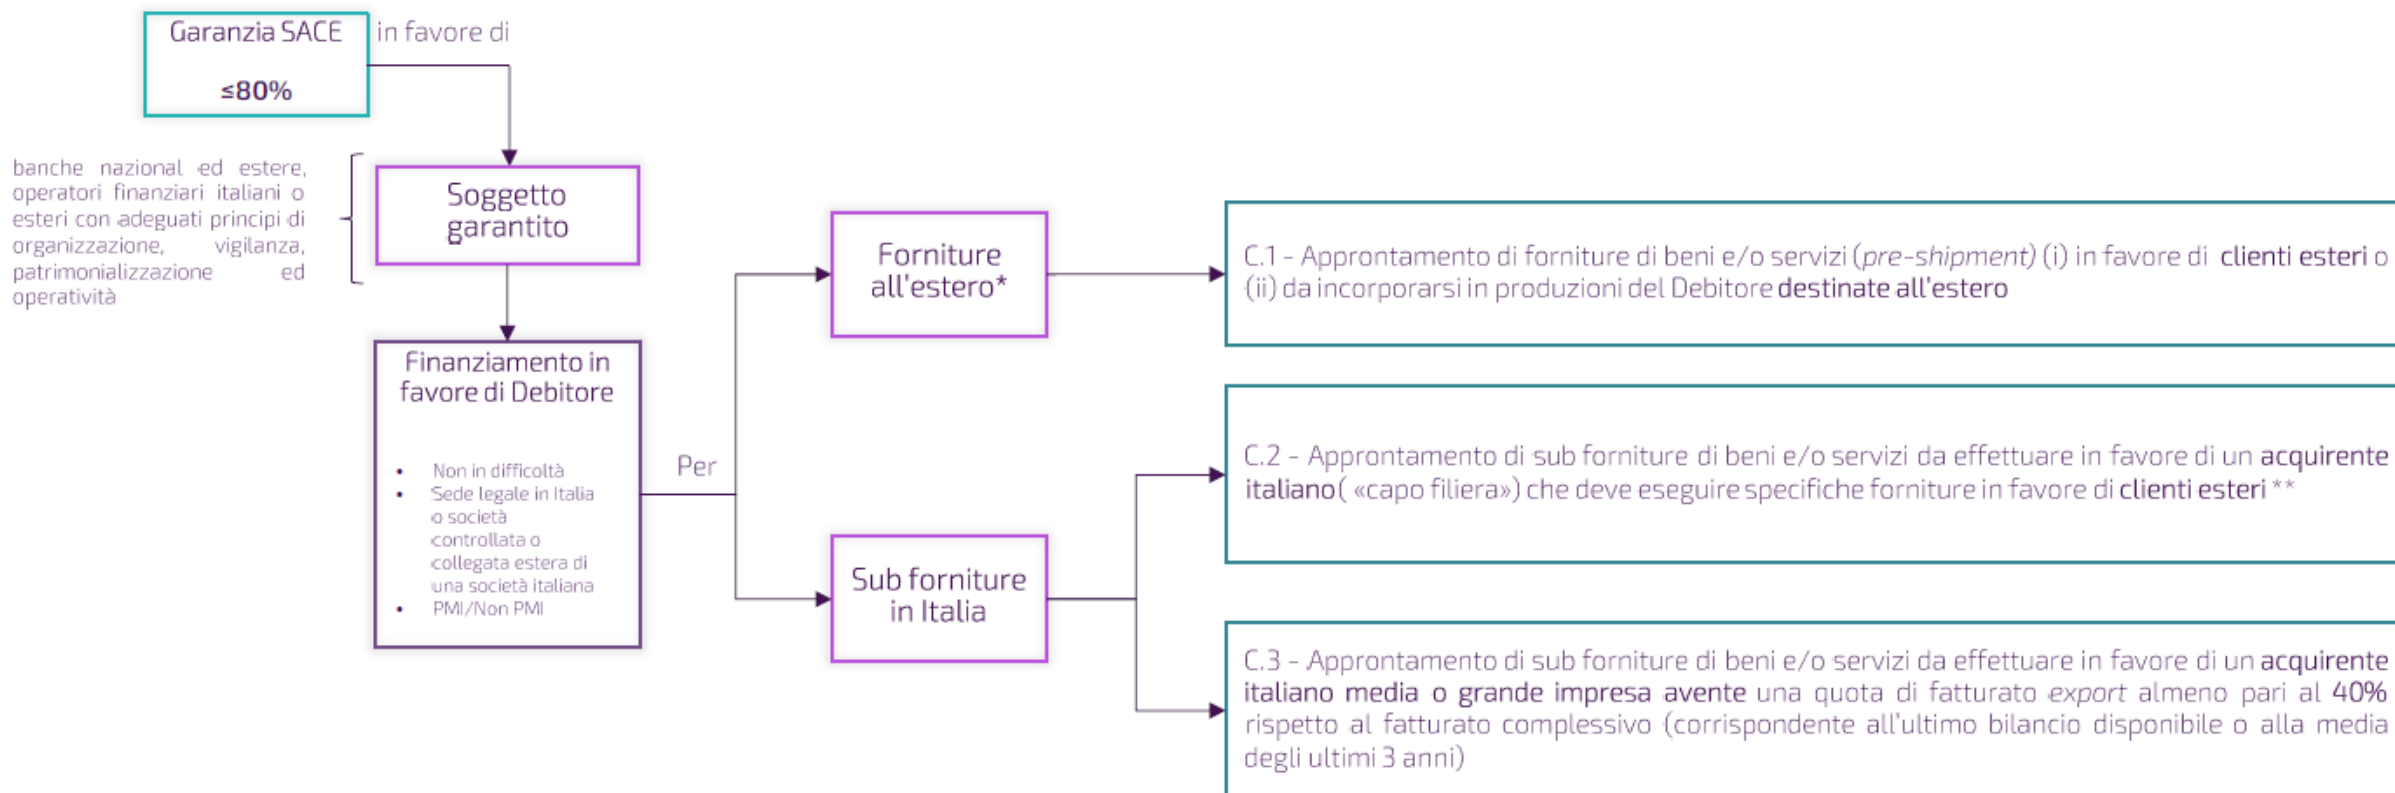 Garanzia SACE
≤80%
in favore di
banche nazional ed estere,
operatori finanziari italiani o
esteri con adeguati principi di
organizzazione, vigilanza,
patrimonializzazione ed
operatività
Soggetto
garantito
Finanziamento in
favore di Debitore
• Non in difficoltà
• Sede legale in Italia
o società
controllata o
collegata estera di
una società italiana
• PMI/Non PMI
Per
Forniture
all'estero*
Sub forniture
in Italia
C.1 - Approntamento di forniture di beni e/o servizi (pre-shipment) (i) in favore di clienti esteri o
(ii) da incorporarsi in produzioni del Debitore destinate all'estero
C.2 - Approntamento di sub forniture di beni e/o servizi da effettuare in favore di un acquirente
italiano( «capo filiera») che deve eseguire specifiche forniture in favore di clienti esteri **
C.3 - Approntamento di sub forniture di beni e/o servizi da effettuare in favore di un acquirente
italiano media o grande impresa avente una quota di fatturato export almeno pari al 40%
rispetto al fatturato complessivo (corrispondente all'ultimo bilancio disponibile o alla media
degli ultimi 3 anni)